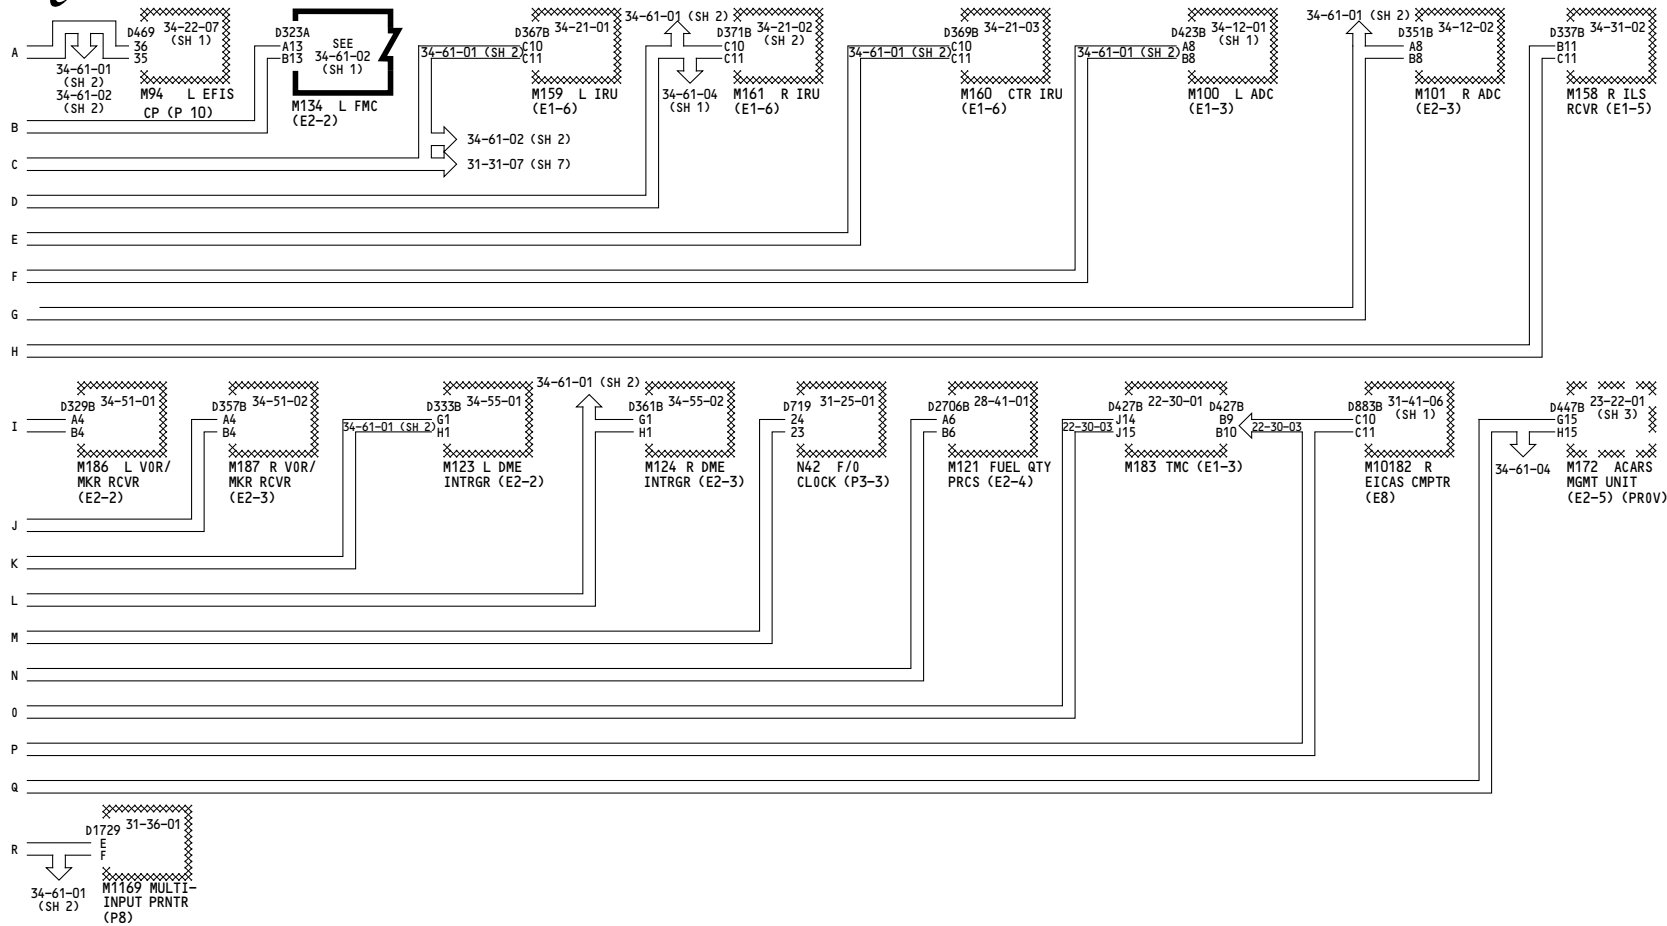 A
D469
34-22-07
(SH 1)
36
35
34-61-01
(SH 2)
34-61-02
(SH 2)
M94 L EFIS
CP (P 10)
D323A
A13
B13
SEE
34-61-02
(SH 1)
M134 L FMC
(E2-2)
34-61-01 (SH 2)
D367B
34-21-01
C10
C11
M159 L IRU
(E1-6)
34-61-01 (SH 2)
D371B
34-21-02
(SH 2)
C10
C11
34-61-04
(SH 1)
M161 R IRU
(E1-6)
34-61-01 (SH 2)
D369B
34-21-03
C10
C11
M160 CTR IRU
(E1-6)
34-61-01 (SH 2)
D423B
34-12-01
(SH 1)
A8
B8
M100 L ADC
(E1-3)
34-61-01 (SH 2)
D351B
34-12-02
A8
B8
M101 R ADC
(E2-3)
D337B
34-31-02
B11
C11
M158 R ILS
RCVR (E1-5)
B
34-61-02 (SH 2)
C
31-31-07 (SH 7)
D
E
F
G
H
I
D329B
34-51-01
A4
B4
M186 L VOR/
MKR RCVR
(E2-2)
D357B
34-51-02
A4
B4
M187 R VOR/
MKR RCVR
(E2-3)
34-61-01 (SH 2)
D333B
34-55-01
G1
H1
M123 L DME
INTRGR (E2-2)
34-61-01 (SH 2)
D361B
34-55-02
G1
H1
M124 R DME
INTRGR (E2-3)
D719
31-25-01
24
23
N42 F/O
CLOCK (P3-3)
D2706B
28-41-01
A6
B6
M121 FUEL QTY
PRCS (E2-4)
22-30-03
D427B
22-30-01
D427B
J14
J15
B9
B10
22-30-03
M183 TMC (E1-3)
D883B
31-41-06
(SH 1)
C10
C11
M10182 R
EICAS CMPTR
(E8)
D447B
23-22-01
(SH 3)
G15
H15
34-61-04
M172 ACARS
MGMT UNIT
(E2-5) (PROV)
J
K
L
M
N
O
P
Q
R
D1729
31-36-01
E
F
34-61-01
(SH 2)
M1169 MULTI-
INPUT PRNTR
(P8)